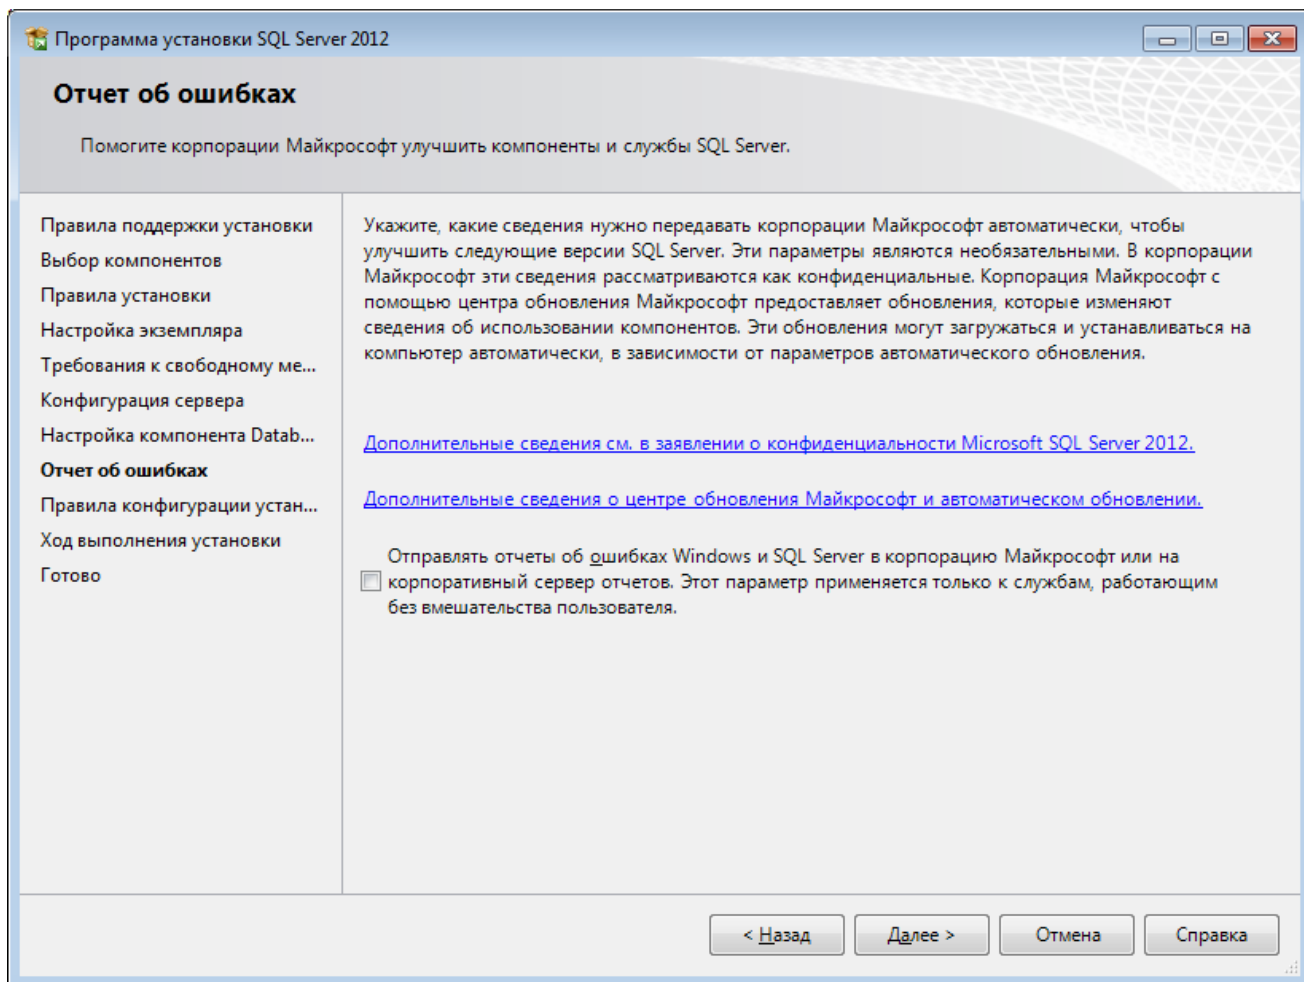 Программа установки SQL Server 2012
Отчет об ошибках
Помогите корпорации Майкрософт улучшить компоненты и службы SQL Server.
Правила поддержки установки
Выбор компонентов
Правила установки
Настройка экземпляра
Требования к свободному ме...
Конфигурация сервера
Настройка компонента Datab...
Отчет об ошибках
Правила конфигурации устан...
Ход выполнения установки
Готово
Укажите, какие сведения нужно передавать корпорации Майкрософт автоматически, чтобы
улучшить следующие версии SQL Server. Эти параметры являются необязательными. В корпорации
Майкрософт эти сведения рассматриваются как конфиденциальные. Корпорация Майкрософт с
помощью центра обновления Майкрософт предоставляет обновления, которые изменяют
сведения об использовании компонентов. Эти обновления могут загружаться и устанавливаться на
компьютер автоматически, в зависимости от параметров автоматического обновления.
Дополнительные сведения см. в заявлении о конфиденциальности Microsoft SQL Server 2012.
Дополнительные сведения о центре обновления Майкрософт и автоматическом обновлении.
Отправлять отчеты об ошибках Windows и SQL Server в корпорацию Майкрософт или на
корпоративный сервер отчетов. Этот параметр применяется только к службам, работающим
без вмешательства пользователя.
< Назад
Далее >
Отмена
Справка